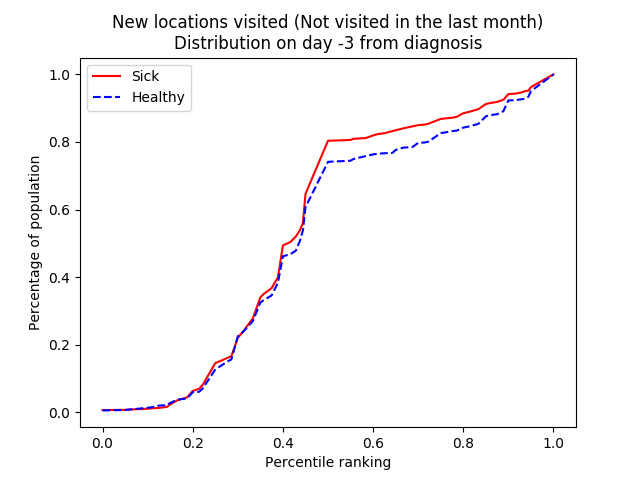 New locations visited (Not visited in the last month)
Distribution on day -3 from diagnosis
Sick
Healthy
Percentage of population
1.0
0.8
0.6
0.4
0.2
0.0
0.0 0.2 0.4 0.6 0.8 1.0
Percentile ranking